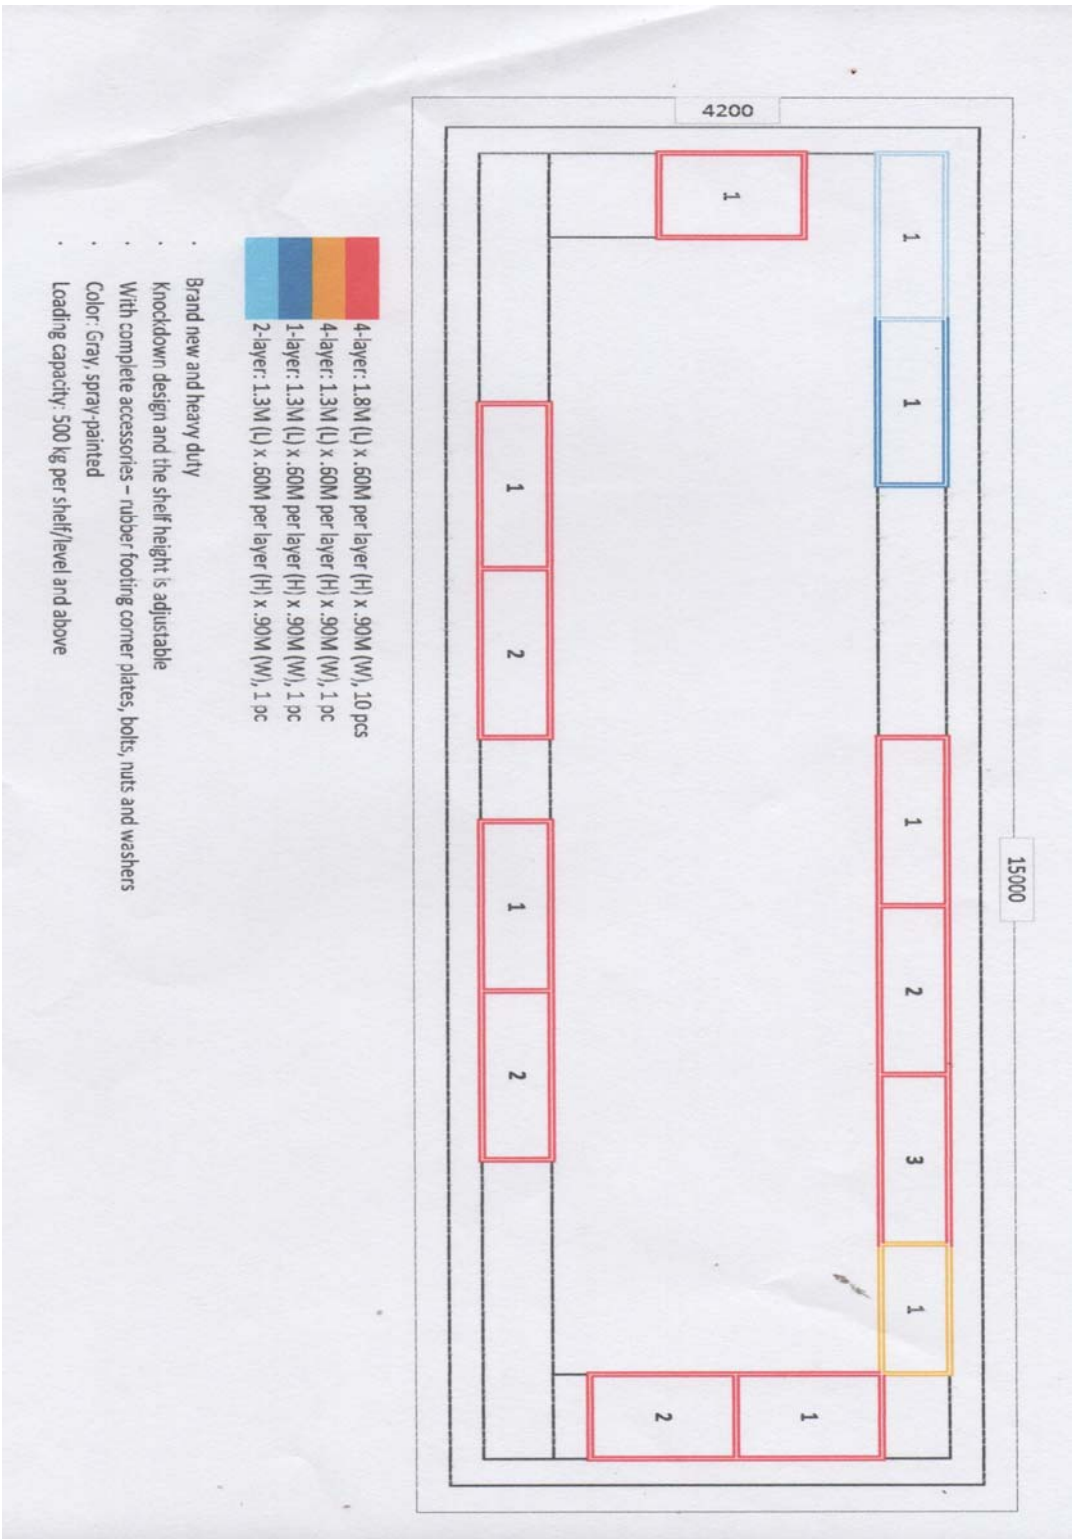 15000
1 1 1 2 3 1
1
4200
1
2
1 2 1 2
4-layer: 1.8M (L) x .60M per layer (H) x .90M (W), 10 pcs
4-layer: 1.3M (L) x .60M per layer (H) x .90M (W), 1 pc
1-layer: 1.3M (L) x .60M per layer (H) x .90M (W), 1 pc
2-layer: 1.3M (L) x .60M per layer (H) x .90M (W), 1 pc
· Brand new and heavy duty
· Knockdown design and the shelf height is adjustable
· With complete accessories – rubber footing corner plates, bolts, nuts and washers
· Color: Gray, spray-painted
· Loading capacity: 500 kg per shelf/level and above